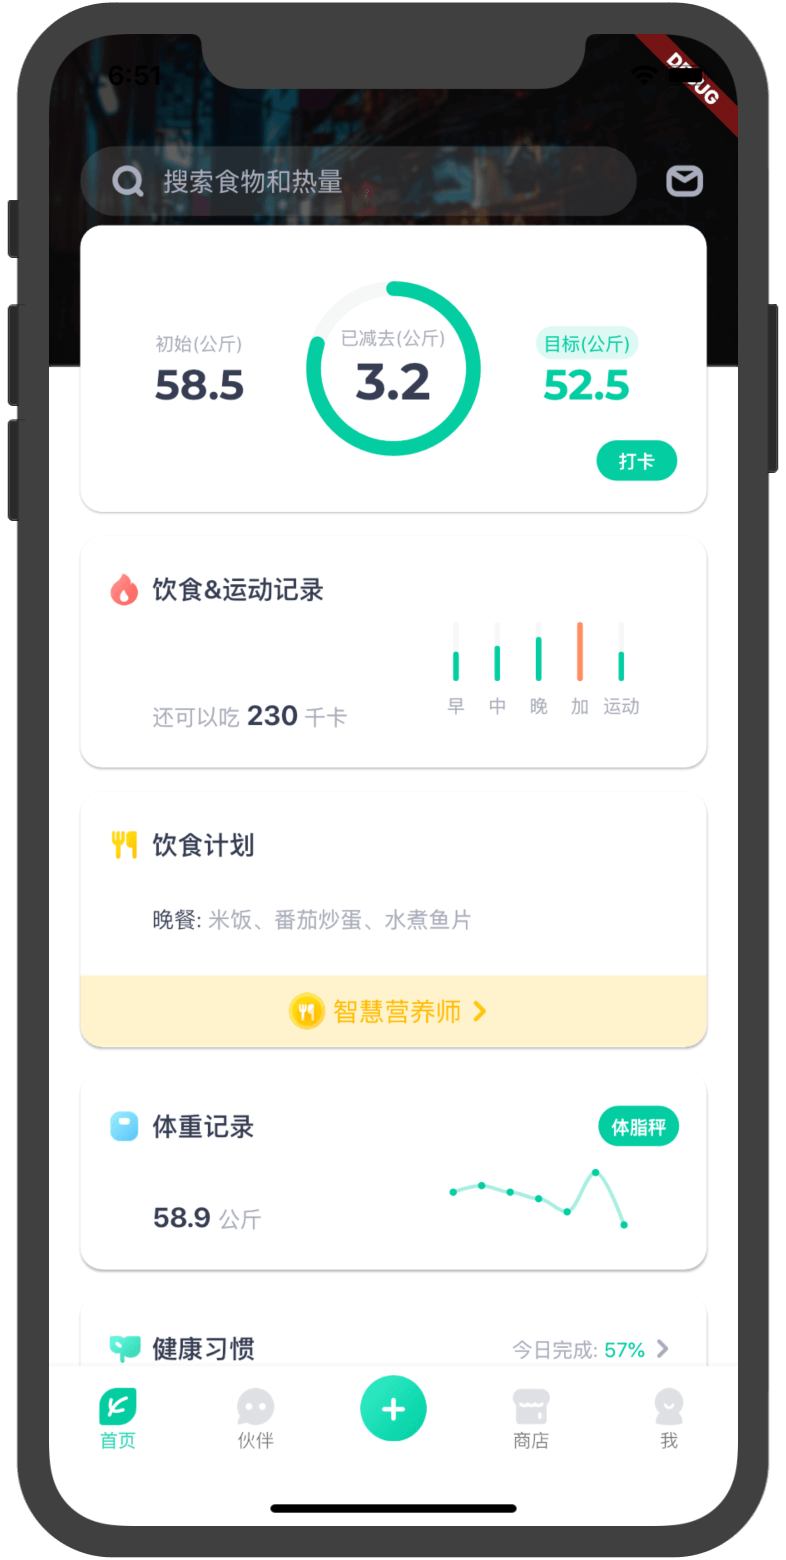 6:51
DEBUG
搜索食物和热量
初始(公斤)
58.5
已减去(公斤)
3.2
目标(公斤)
52.5
打卡
饮食&运动记录
早 中 晚 加 运动
还可以吃 230 千卡
饮食计划
晚餐: 米饭、番茄炒蛋、水煮鱼片
智慧营养师
体重记录
体脂秤
58.9 公斤
健康习惯
今日完成: 57%
首页 伙伴 商店 我